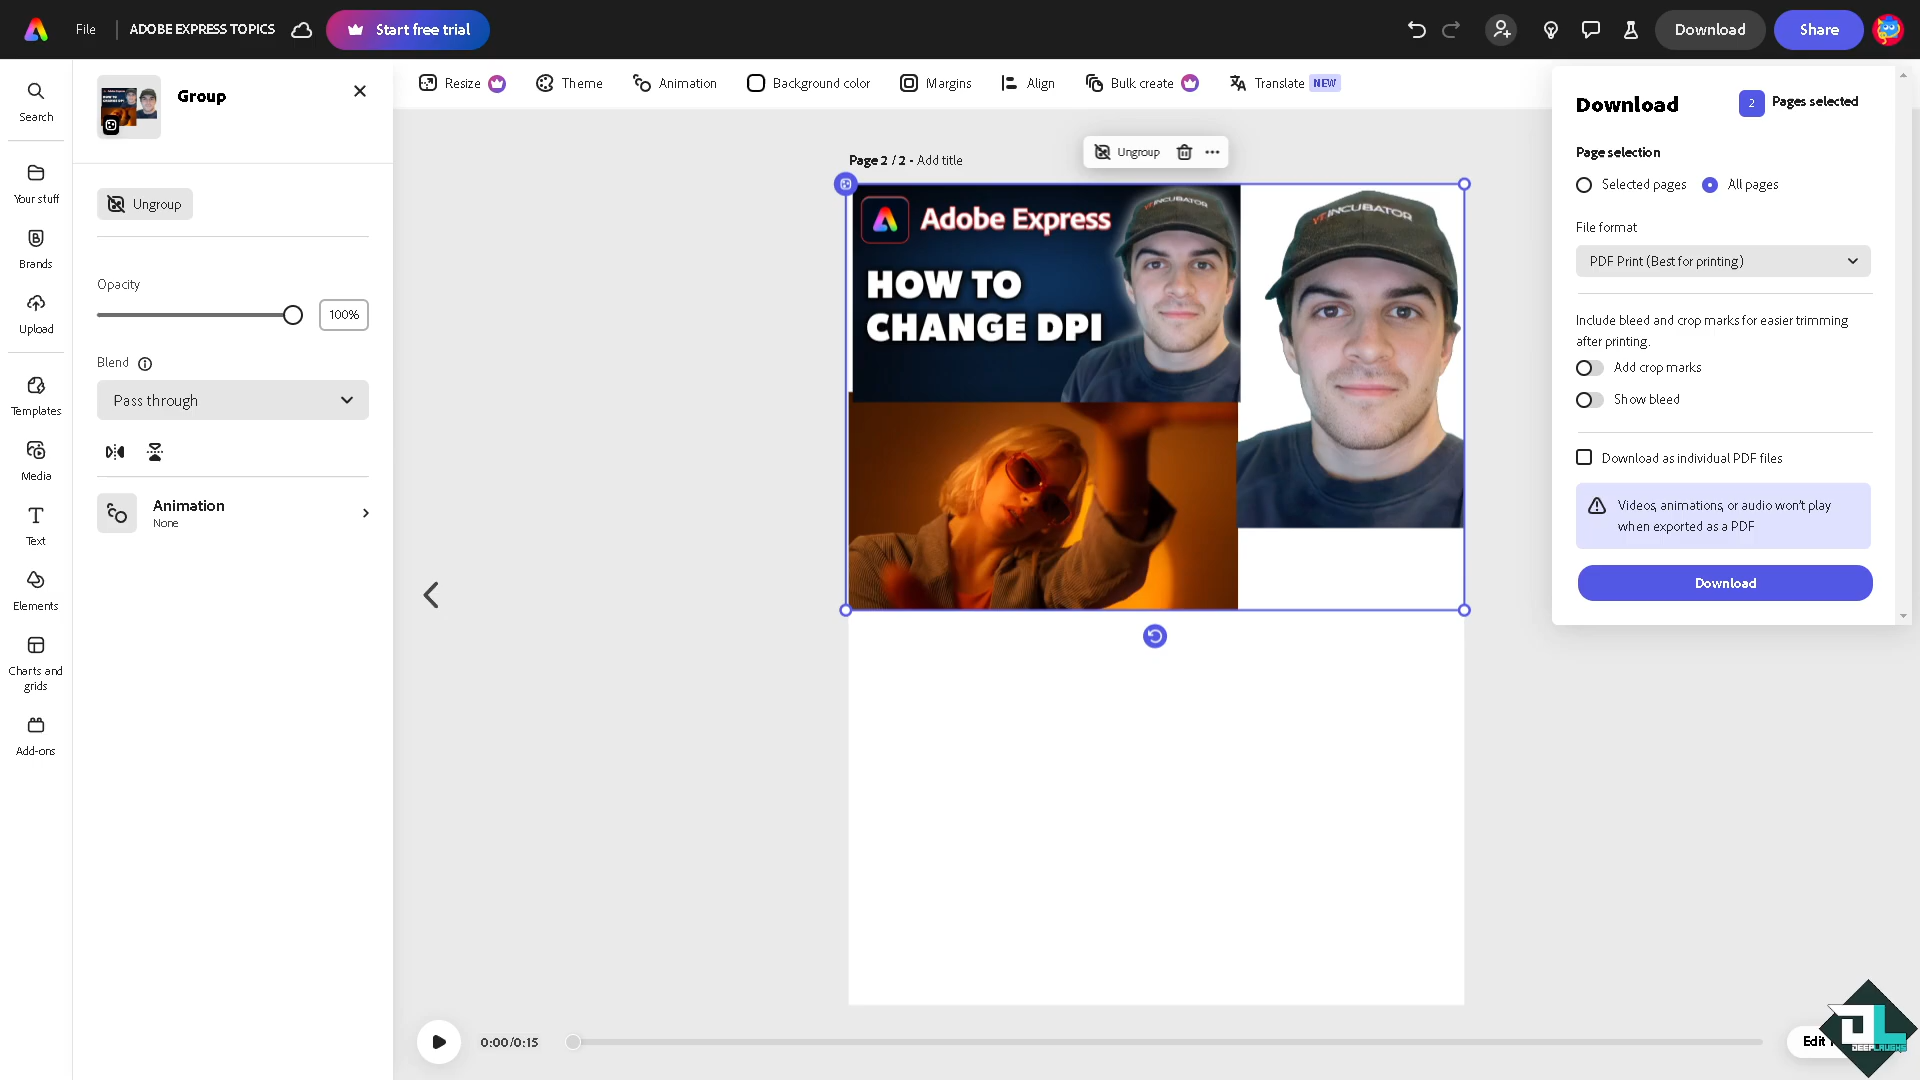 File
ADOBE EXPRESS TOPICS
Start free trial
Download
Share
Search
Your stuff
Brands
Upload
Templates
Media
Text
Elements
Charts and
grids
Add-ons
Group
Ungroup
Opacity
100%
Blend
Pass through
Animation
None
Resize
Theme
Animation
Background color
Margins
Align
Bulk create
Translate
NEW
Page 2 / 2 - Add title
Ungroup
Adobe Express
HOW TO
CHANGE DPI
YT INCUBATOR
YT INCUBATOR
0:00/0:15
Download
2 Pages selected
Page selection
Selected pages
All pages
File format
PDF Print (Best for printing)
Include bleed and crop marks for easier trimming
after printing.
Add crop marks
Show bleed
Download as individual PDF files
Videos, animations, or audio won't play
when exported as a PDF
Download
Edit
DEEPLAUGHS